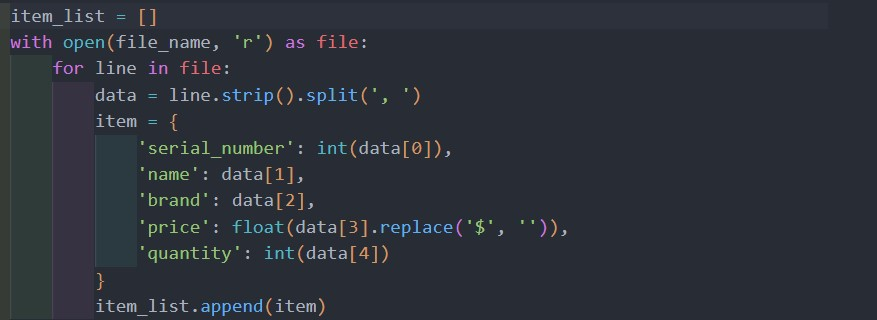 item_list = []
with open(file_name, 'r') as file:
    for line in file:
        data = line.strip().split(', ')
        item = {
            'serial_number': int(data[0]),
            'name': data[1],
            'brand': data[2],
            'price': float(data[3].replace('$', '')),
            'quantity': int(data[4])
        }
        item_list.append(item)